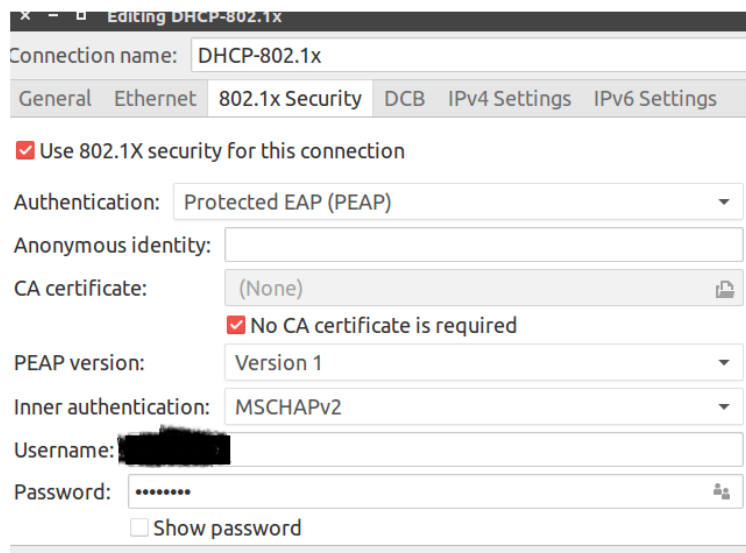 Editing DHCP-802.1x
Connection name: DHCP-802.1x
General Ethernet 802.1x Security DCB IPv4 Settings IPv6 Settings
Use 802.1X security for this connection
Authentication: Protected EAP (PEAP)
Anonymous identity:
CA certificate: (None)
No CA certificate is required
PEAP version: Version 1
Inner authentication: MSCHAPv2
Username:
Password: ••••••••
Show password